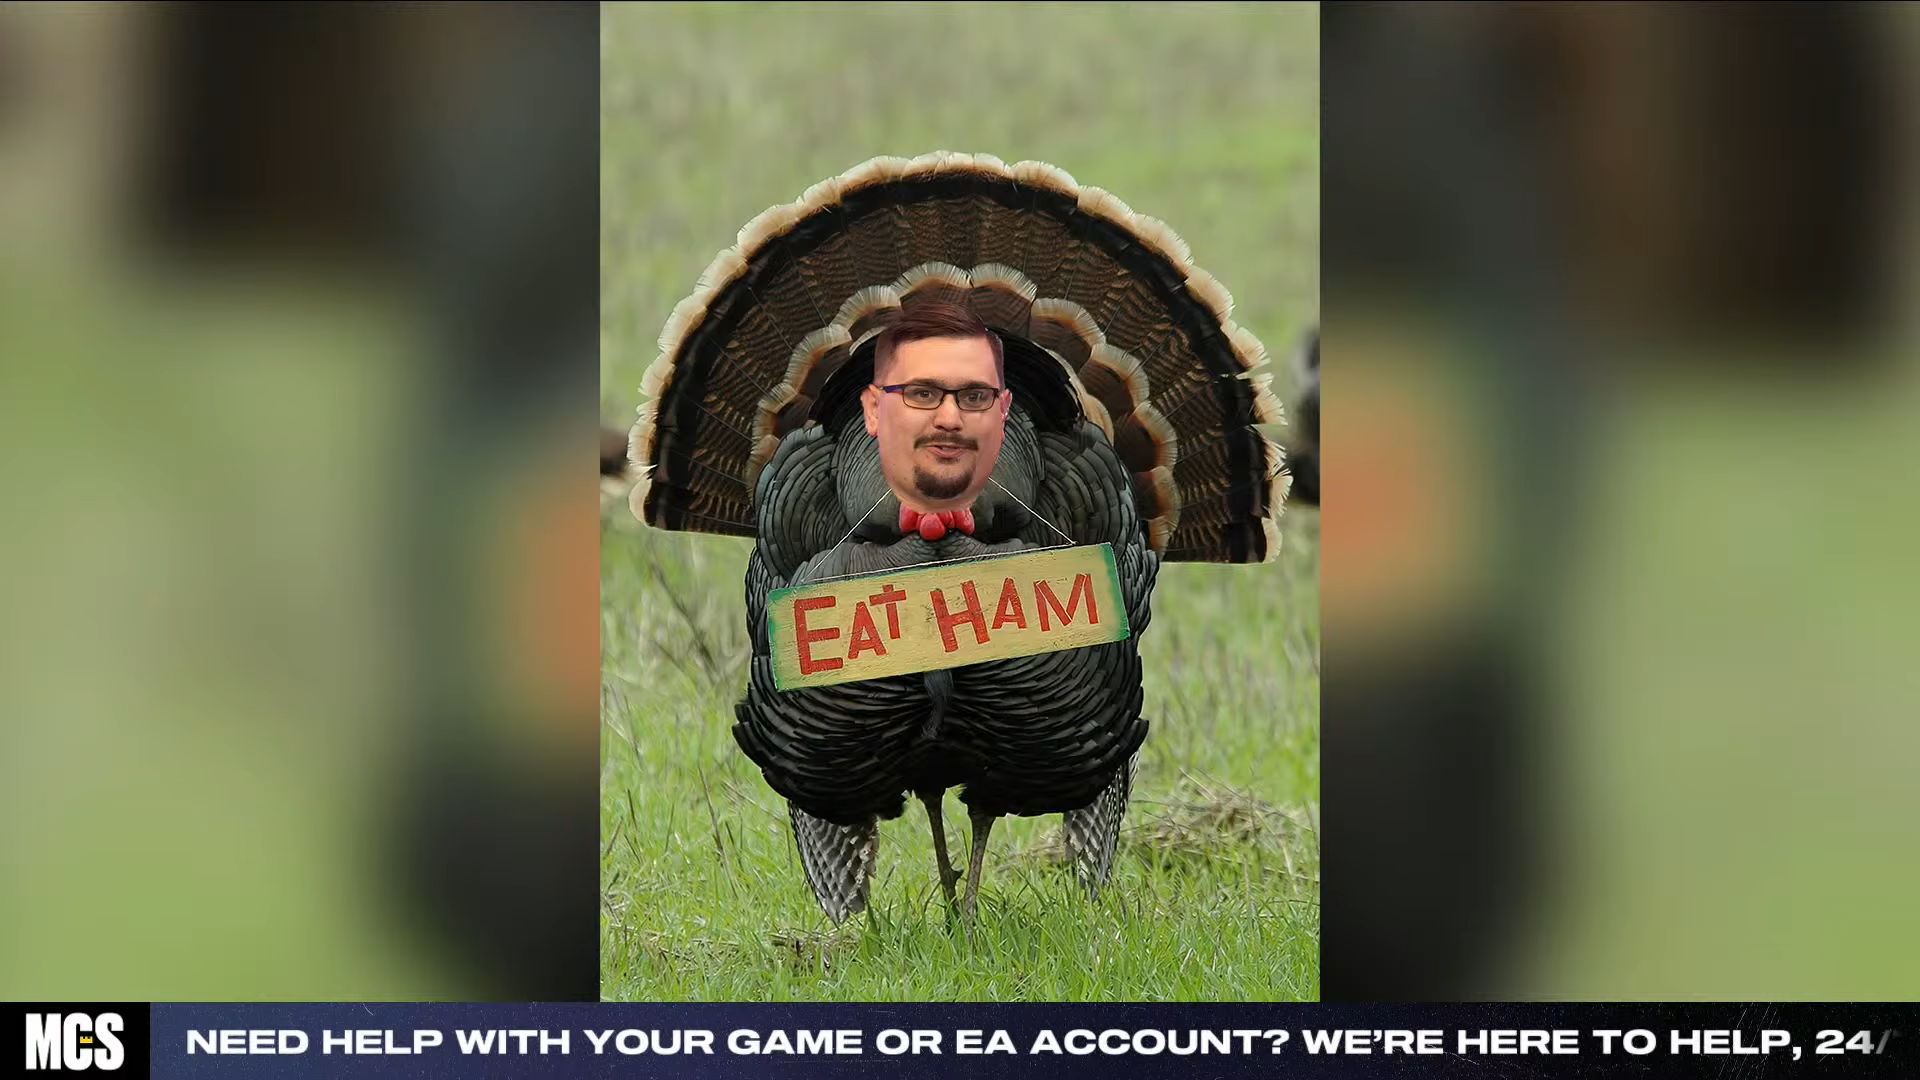 EAT HAM
MCS
NEED HELP WITH YOUR GAME OR EA ACCOUNT? WE'RE HERE TO HELP, 24/